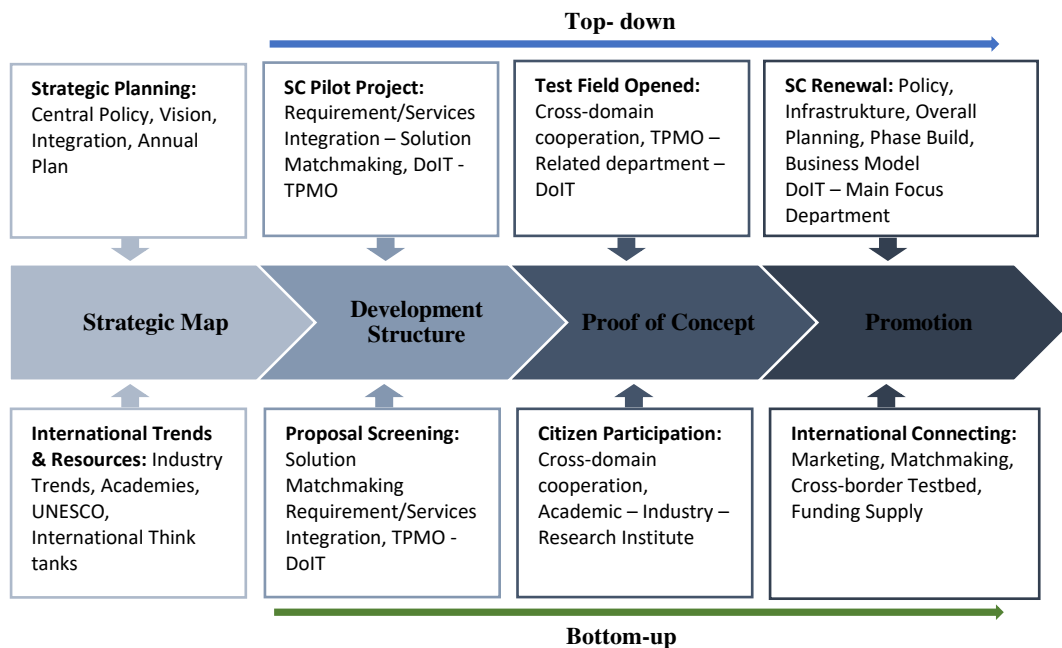 Top- down
Strategic Planning:
Central Policy, Vision,
Integration, Annual
Plan
SC Pilot Project:
Requirement/Services
Integration – Solution
Matchmaking, DoIT -
TPMO
Test Field Opened:
Cross-domain
cooperation, TPMO –
Related department –
DoIT
SC Renewal: Policy,
Infrastrukture, Overall
Planning, Phase Build,
Business Model
DoIT – Main Focus
Department
Strategic Map
Development
Structure
Proof of Concept
Promotion
International Trends
& Resources: Industry
Trends, Academies,
UNESCO,
International Think
tanks
Proposal Screening:
Solution
Matchmaking
Requirement/Services
Integration, TPMO -
DoIT
Citizen Participation:
Cross-domain
cooperation,
Academic – Industry –
Research Institute
International Connecting:
Marketing, Matchmaking,
Cross-border Testbed,
Funding Supply
Bottom-up